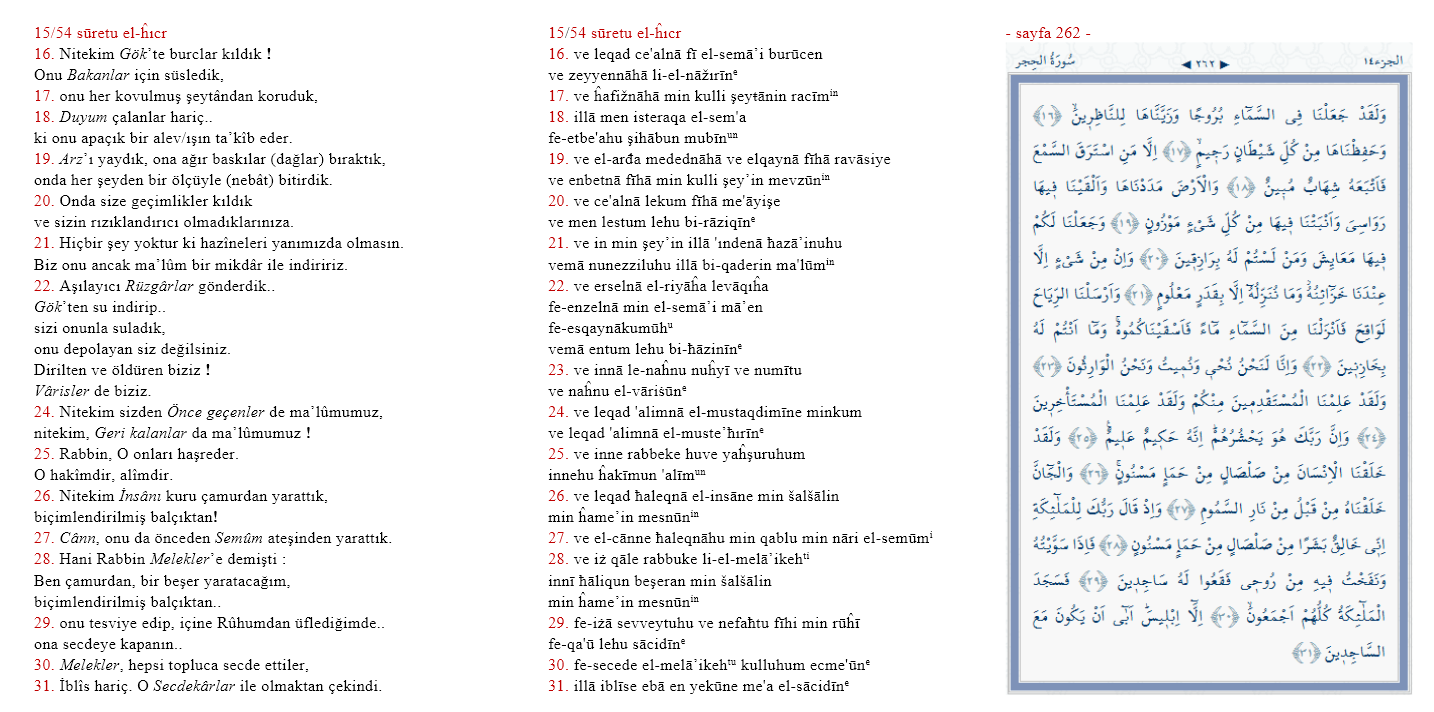 15/54 sūretu el-ĥıcr
16. Nitekim Gök’te burclar kıldık !
Onu Bakanlar için süsledik,
17. onu her kovulmuş şeytândan koruduk,
18. Duyum çalanlar hariç..
ki onu apaçık bir alev/ışın ta’kîb eder.
19. Arz’ı yaydık, ona ağır baskılar (dağlar) bıraktık,
onda her şeyden bir ölçüyle (nebât) bitirdik.
20. Onda size geçimlikler kıldık
ve sizin rızıklandırıcı olmadıklarınıza.
21. Hiçbir şey yoktur ki hazîneleri yanımızda olmasın.
Biz onu ancak ma’lûm bir mikdâr ile indiririz.
22. Aşılayıcı Rüzgârlar gönderdik..
Gök’ten su indirip..
sizi onunla suladık,
onu depolayan siz değilsiniz.
Dirilten ve öldüren biziz !
Vârisler de biziz.
24. Nitekim sizden Önce geçenler de ma’lûmumuz,
nitekim, Geri kalanlar da ma’lûmumuz !
25. Rabbin, O onları haşreder.
O hakîmdir, alîmdir.
26. Nitekim İnsânı kuru çamurdan yarattık,
biçimlendirilmiş balçıktan!
27. Cânn, onu da önceden Semûm ateşinden yarattık.
28. Hani Rabbin Melekler’e demişti :
Ben çamurdan, bir beşer yaratacağım,
biçimlendirilmiş balçıktan..
29. onu tesviye edip, içine Rûhumdan üflediğimde..
ona secdeye kapanın..
30. Melekler, hepsi topluca secde ettiler,
31. İblîs hariç. O Secdekârlar ile olmaktan çekindi.
15/54 sūretu el-ĥıcr
16. ve leqad ce'alnā fī el-semā’i burūcen
ve zeyyennāhā li-el-nāžırīnᵉ
17. ve ĥafižnāhā min kulli şeyŧānin racīmⁱⁿ
18. illā men isteraqa el-sem'a
fe-etbe'ahu şihābun mubīnᵘⁿ
19. ve el-arđa medednāhā ve elqaynā fīhā ravāsiye
ve enbetnā fīhā min kulli şey’in mevzūnⁱⁿ
20. ve ce'alnā lekum fīhā me'āyişe
ve men lestum lehu bi-rāziqīnᵉ
21. ve in min şey’in illā 'ındenā ħazā’inuhu
vemā nunezziluhu illā bi-qaderin ma'lūmⁱⁿ
22. ve erselnā el-riyāĥa levāqıĥa
fe-enzelnā min el-semā’i mā’en
fe-esqaynākumūhᵘ
vemā entum lehu bi-ħāzinīnᵉ
23. ve innā le-naĥnu nuĥyī ve numītu
ve naĥnu el-vāriśūnᵉ
24. ve leqad 'alimnā el-mustaqdimīne minkum
ve leqad 'alimnā el-muste’ħırīnᵉ
25. ve inne rabbeke huve yaĥşuruhum
innehu ĥakīmun 'alīmᵘⁿ
26. ve leqad ħaleqnā el-insāne min šalšālin
min ĥame’in mesnūnⁱⁿ
27. ve el-cānne ħaleqnāhu min qablu min nāri el-semūmⁱ
28. ve iż qāle rabbuke li-el-melā’ikehᵗⁱ
innī ħāliqun beşeran min šalšālin
min ĥame’in mesnūnⁱⁿ
29. fe-iżā sevveytuhu ve nefaħtu fīhi min rūĥī
fe-qa'ū lehu sācidīnᵉ
30. fe-secede el-melā’ikehᵗᵘ kulluhum ecme'ūnᵉ
31. illā iblīse ebā en yekūne me'a el-sācidīnᵉ
- sayfa 262 -
الجزء١٤ ◀ ٢٦٢ ▶ سُورَةُ الْحِجر
وَلَقَدْ جَعَلْنَا فِى السَّمَٓاءِ بُرُوجًا وَزَيَّنَّاهَا لِلنَّاظِر۪ينَۙ ﴿١٦﴾
وَحَفِظْنَاهَا مِنْ كُلِّ شَيْطَانٍ رَج۪يمٍۙ ﴿١٧﴾ اِلَّا مَنِ اسْتَرَقَ السَّمْعَ
فَاَتْبَعَهُ شِهَابٌ مُب۪ينٌ ﴿١٨﴾ وَالْاَرْضَ مَدَدْنَاهَا وَاَلْقَيْنَا ف۪يهَا
رَوَاسِىَ وَاَنْبَتْنَا ف۪يهَا مِنْ كُلِّ شَىْءٍ مَوْزُونٍ ﴿١٩﴾ وَجَعَلْنَا لَكُمْ
ف۪يهَا مَعَايِشَ وَمَنْ لَسْتُمْ لَهُ بِرَازِق۪ينَ ﴿٢٠﴾ وَاِنْ مِنْ شَىْءٍ اِلَّا
عِنْدَنَا خَزَٓائِنُهُۘ وَمَا نُنَزِّلُهُٓ اِلَّا بِقَدَرٍ مَعْلُومٍ ﴿٢١﴾ وَاَرْسَلْنَا الرِّيَاحَ
لَوَاقِحَ فَاَنْزَلْنَا مِنَ السَّمَٓاءِ مَٓاءً فَاَسْقَيْنَاكُمُوهُۚ وَمَٓا اَنْتُمْ لَهُ
بِخَازِن۪ينَ ﴿٢٢﴾ وَاِنَّا لَنَحْنُ نُحْي۪ى وَنُم۪يتُ وَنَحْنُ الْوَارِثُونَ ﴿٢٣﴾
وَلَقَدْ عَلِمْنَا الْمُسْتَقْدِم۪ينَ مِنْكُمْ وَلَقَدْ عَلِمْنَا الْمُسْتَأْخِر۪ينَ
﴿٢٤﴾ وَاِنَّ رَبَّكَ هُوَ يَحْشُرُهُمْۜ اِنَّهُ حَك۪يمٌ عَل۪يمٌ۟ ﴿٢٥﴾ وَلَقَدْ
خَلَقْنَا الْاِنْسَانَ مِنْ صَلْصَالٍ مِنْ حَمَاٍ مَسْنُونٍۚ ﴿٢٦﴾ وَالْجَٓانَّ
خَلَقْنَاهُ مِنْ قَبْلُ مِنْ نَارِ السَّمُومِ ﴿٢٧﴾ وَاِذْ قَالَ رَبُّكَ لِلْمَلٰٓئِكَةِ
اِنّ۪ى خَالِقٌ بَشَرًا مِنْ صَلْصَالٍ مِنْ حَمَاٍ مَسْنُونٍ ﴿٢٨﴾ فَاِذَا سَوَّيْتُهُ
وَنَفَخْتُ ف۪يهِ مِنْ رُوح۪ى فَقَعُوا لَهُ سَاجِد۪ينَ ﴿٢٩﴾ فَسَجَدَ
الْمَلٰٓئِكَةُ كُلُّهُمْ اَجْمَعُونَۙ ﴿٣٠﴾ اِلَّٓا اِبْل۪يسَۜ اَبٰٓى اَنْ يَكُونَ مَعَ
السَّاجِد۪ينَ ﴿٣١﴾